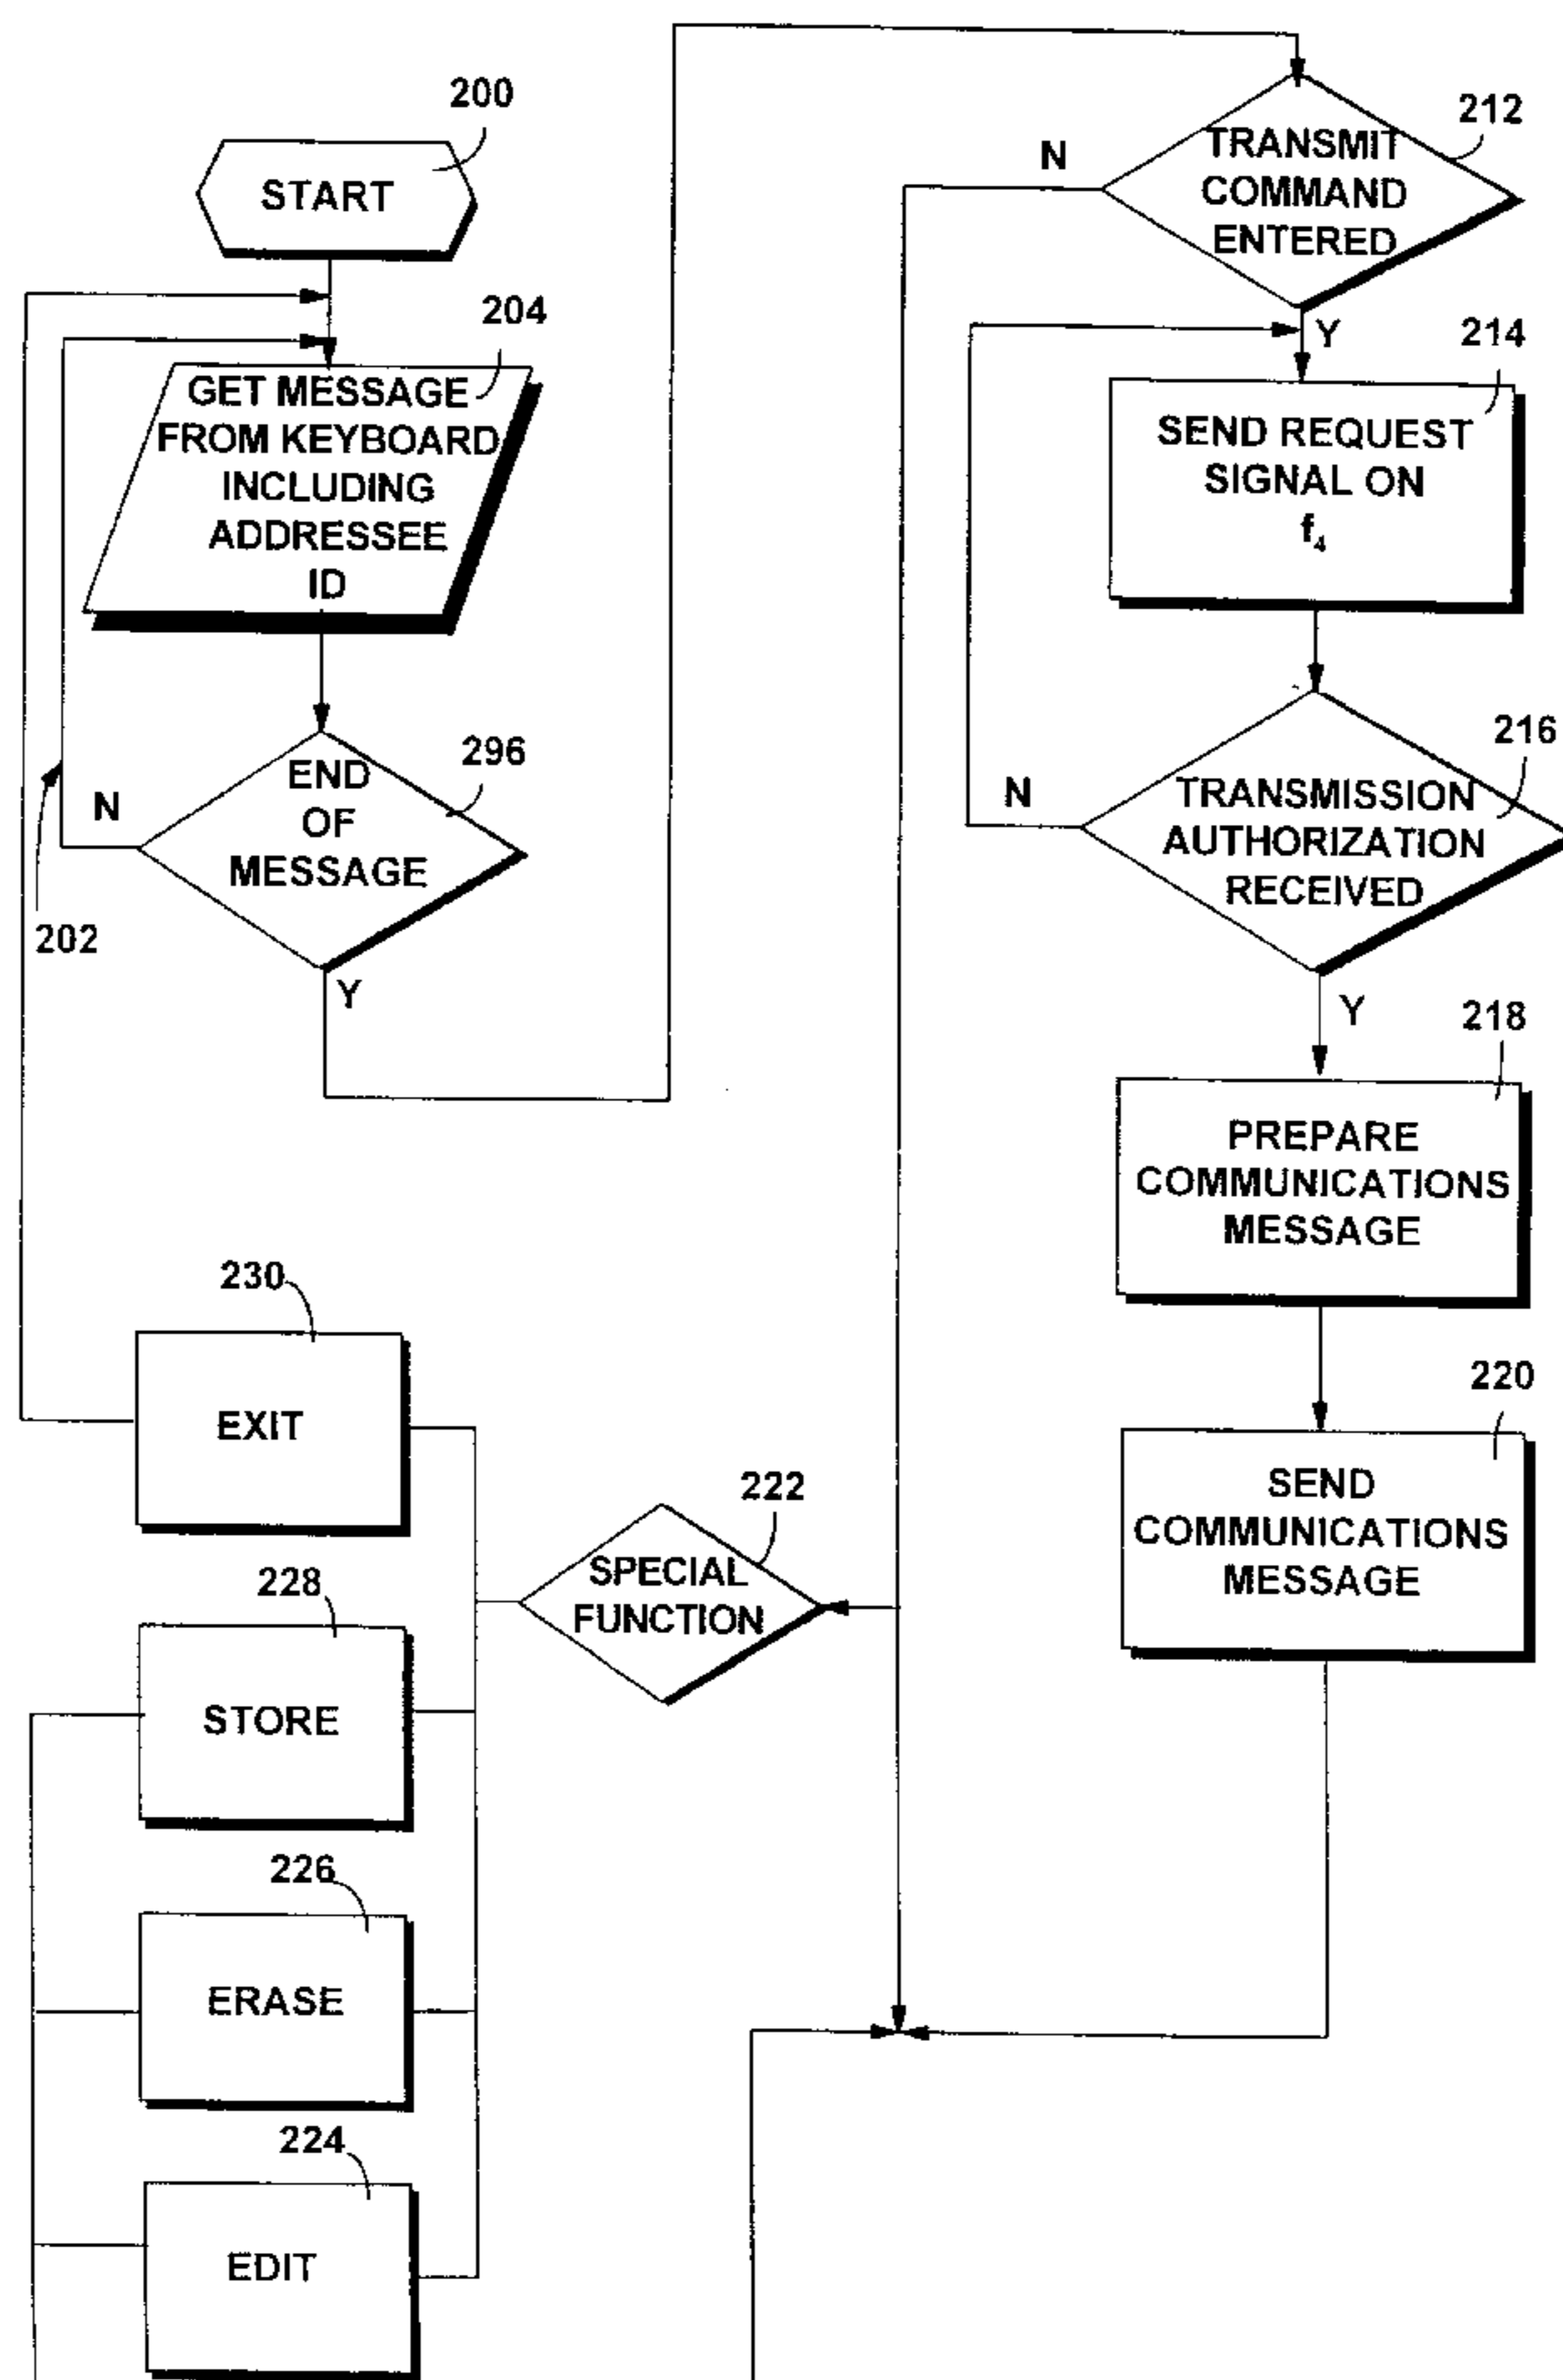 200
START
204
GET MESSAGE
FROM KEYBOARD
INCLUDING
ADDRESSEE
ID
296
END
OF
MESSAGE
N
202
Y
212
TRANSMIT
COMMAND
ENTERED
N
Y
214
SEND REQUEST
SIGNAL ON
f₄
216
TRANSMISSION
AUTHORIZATION
RECEIVED
N
Y
218
PREPARE
COMMUNICATIONS
MESSAGE
220
SEND
COMMUNICATIONS
MESSAGE
222
SPECIAL
FUNCTION
230
EXIT
228
STORE
226
ERASE
224
EDIT